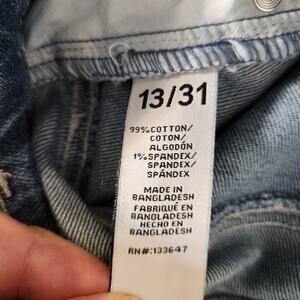 13/31
99%COTTON/
COTON/
ALGODÓN
1%SPANDEX/
SPANDEX/
SPÁNDEX
MADE IN
BANGLADESH
FABRIQUÉ EN
BANGLADESH
HECHO EN
BANGLADESH
RN#:133647